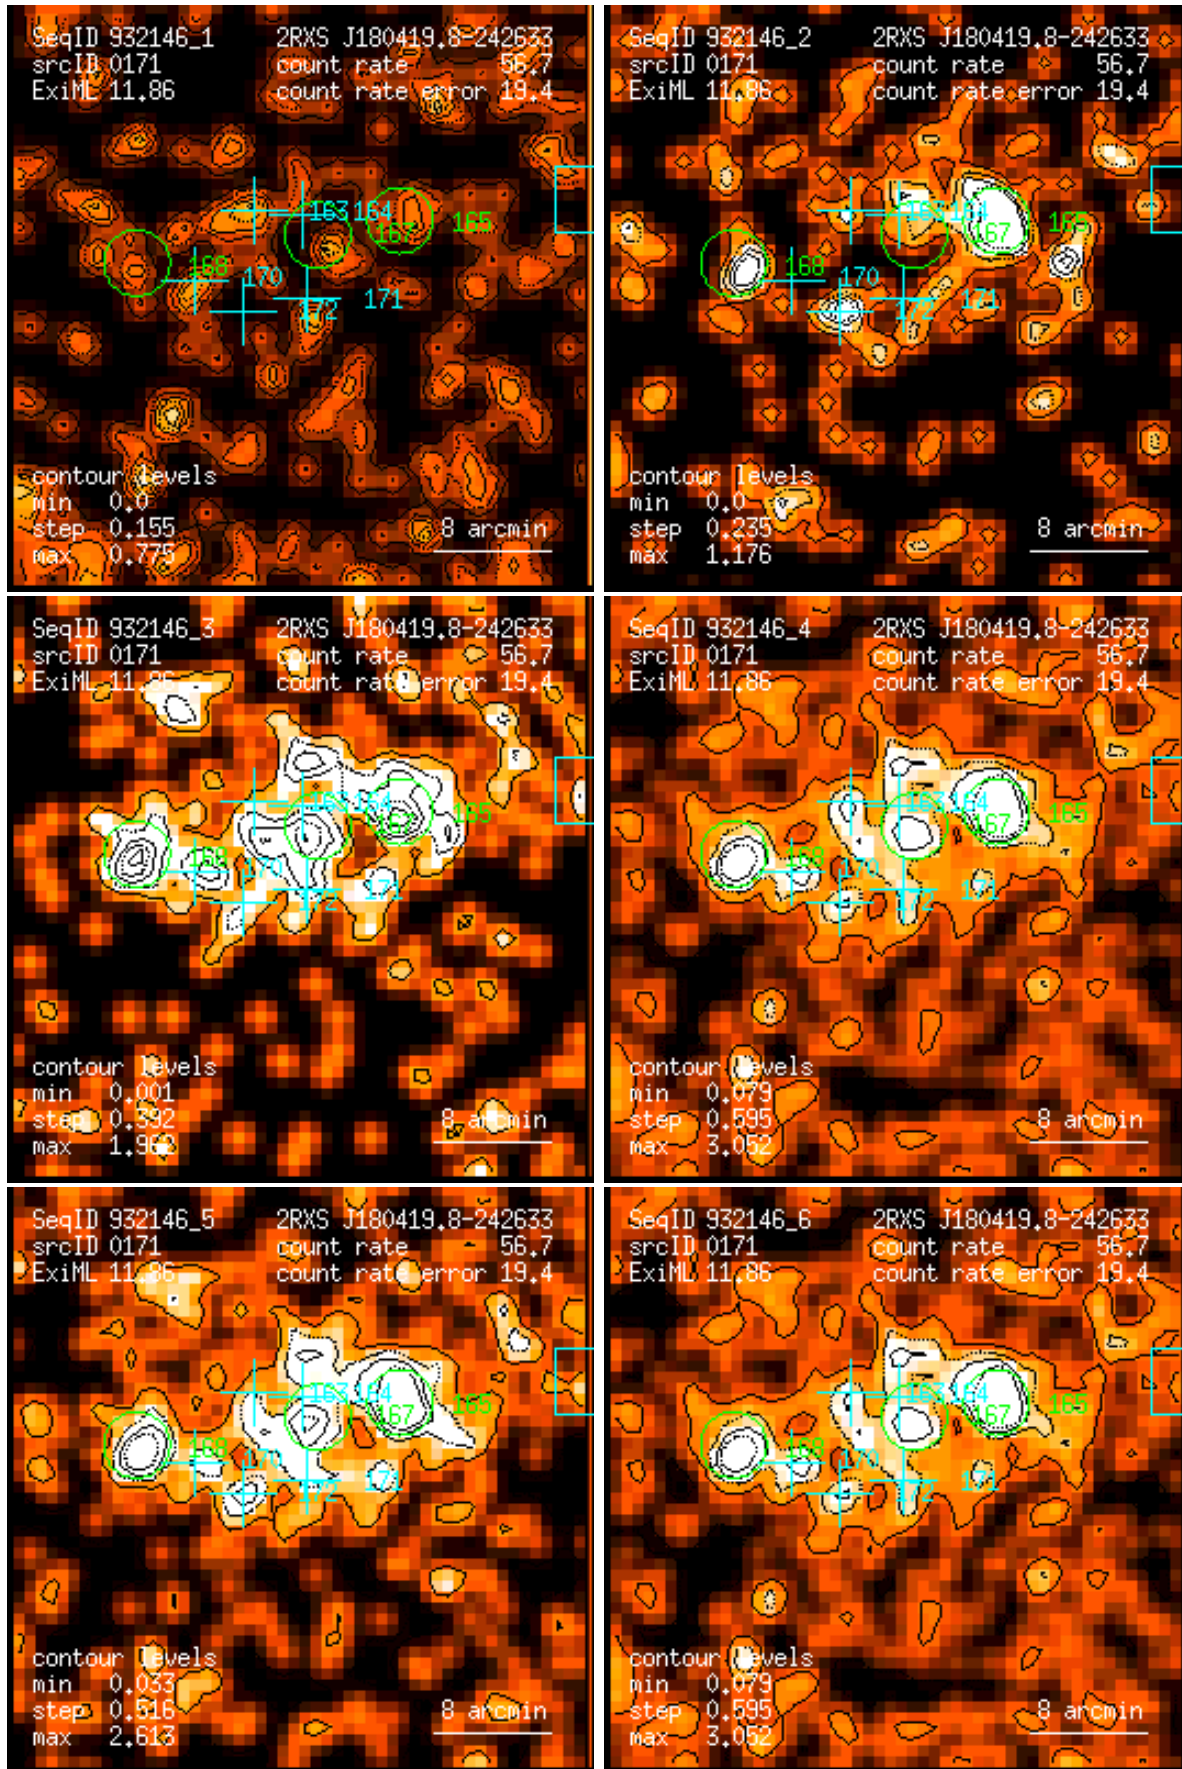 SeqID 932146_1 2RXS J180419.8-242633
srcID 0171 count rate 56.7
ExiML 11.86 count rate error 19.4
163 164 165
167
168 170
172 171
contour levels
min 0.0
step 0.155
max 0.775
8 arcmin
SeqID 932146_2 2RXS J180419.8-242633
srcID 0171 count rate 56.7
ExiML 11.86 count rate error 19.4
163 164 165
167
168 170
172 171
contour levels
min 0.0
step 0.235
max 1.176
8 arcmin
SeqID 932146_3 2RXS J180419.8-242633
srcID 0171 count rate 56.7
ExiML 11.86 count rate error 19.4
163 164 165
167
168 170
172 171
contour levels
min 0.001
step 0.392
max 1.962
8 arcmin
SeqID 932146_4 2RXS J180419.8-242633
srcID 0171 count rate 56.7
ExiML 11.86 count rate error 19.4
163 164 165
167
168 170
172 171
contour levels
min 0.079
step 0.595
max 3.052
8 arcmin
SeqID 932146_5 2RXS J180419.8-242633
srcID 0171 count rate 56.7
ExiML 11.86 count rate error 19.4
163 164 165
167
168 170
172 171
contour levels
min 0.033
step 0.516
max 2.613
8 arcmin
SeqID 932146_6 2RXS J180419.8-242633
srcID 0171 count rate 56.7
ExiML 11.86 count rate error 19.4
163 164 165
167
168 170
172 171
contour levels
min 0.079
step 0.595
max 3.052
8 arcmin